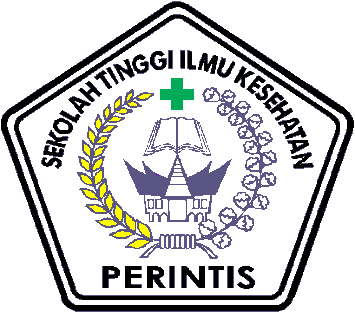 SEKOLAH TINGGI ILMU KESEHATAN
PERINTIS